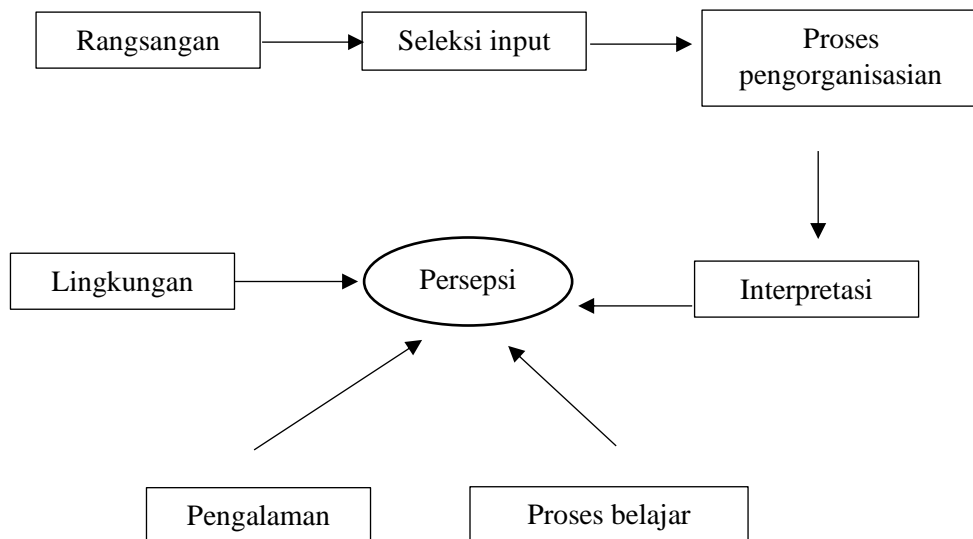 Rangsangan
Seleksi input
Proses
pengorganisasian
Lingkungan
Persepsi
Interpretasi
Pengalaman
Proses belajar